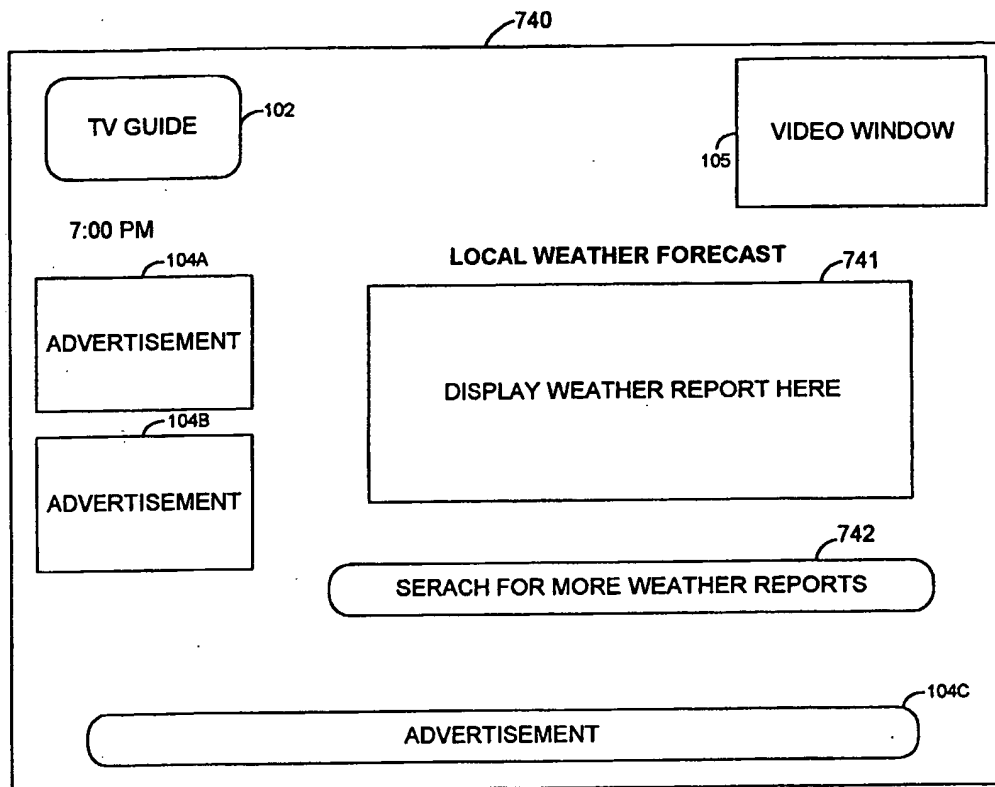 740
TV GUIDE
102
VIDEO WINDOW
105
7:00 PM
LOCAL WEATHER FORECAST
104A
741
ADVERTISEMENT
DISPLAY WEATHER REPORT HERE
104B
ADVERTISEMENT
742
SERACH FOR MORE WEATHER REPORTS
104C
ADVERTISEMENT